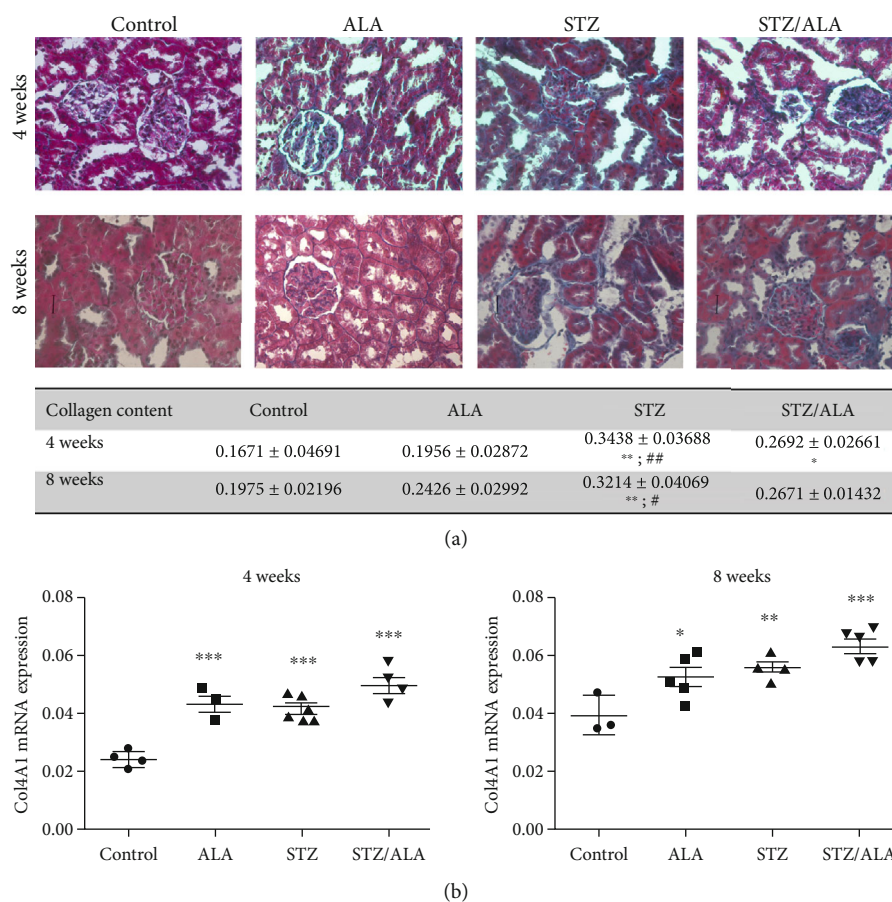 Control ALA STZ STZ/ALA
4 weeks
8 weeks
Collagen content Control ALA STZ STZ/ALA
4 weeks 0.1671 ± 0.04691 0.1956 ± 0.02872 0.3438 ± 0.03688 0.2692 ± 0.02661
** ; ## *
8 weeks 0.1975 ± 0.02196 0.2426 ± 0.02992 0.3214 ± 0.04069 0.2671 ± 0.01432
** ; #
(a)
4 weeks
Col4A1 mRNA expression
0.08
0.06
0.04
0.02
0.00
*** *** ***
Control ALA STZ STZ/ALA
8 weeks
Col4A1 mRNA expression
0.08
0.06
0.04
0.02
0.00
* ** ***
Control ALA STZ STZ/ALA
(b)